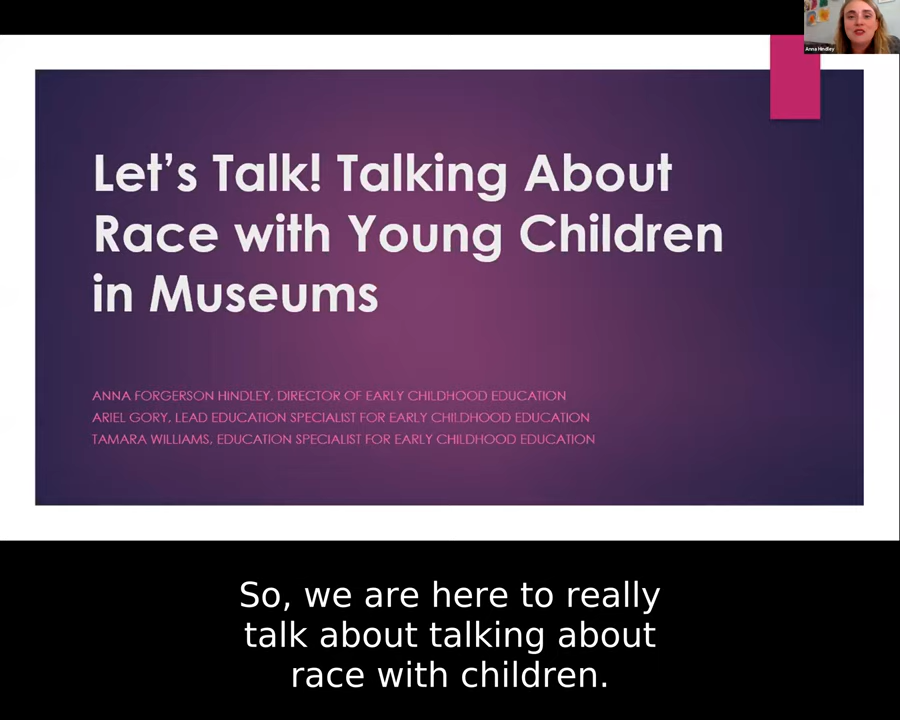 Anna Hindley
Let's Talk! Talking About
Race with Young Children
in Museums
ANNA FORGERSON HINDLEY, DIRECTOR OF EARLY CHILDHOOD EDUCATION
ARIEL GORY, LEAD EDUCATION SPECIALIST FOR EARLY CHILDHOOD EDUCATION
TAMARA WILLIAMS, EDUCATION SPECIALIST FOR EARLY CHILDHOOD EDUCATION
So, we are here to really
talk about talking about
race with children.